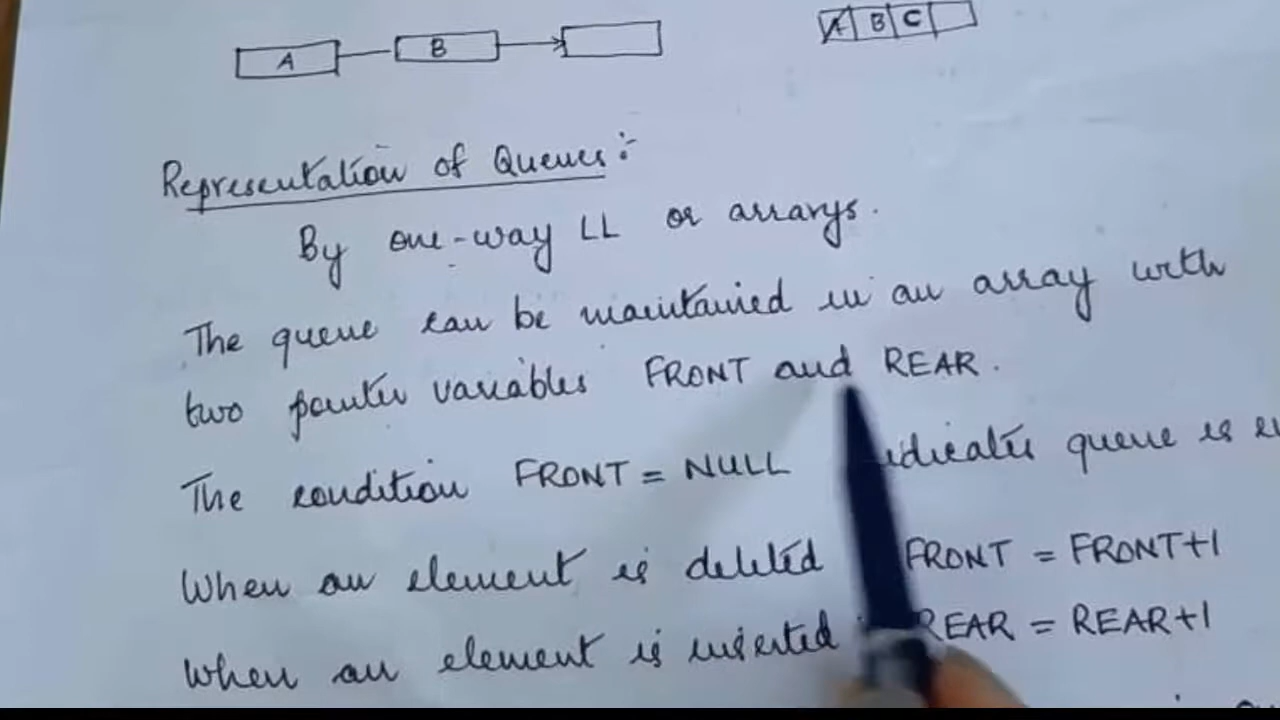 A B A B C
Representation of Queues :-
By one-way LL or arrarys.
The queue can be maintained in an array with
two pointer variables FRONT and REAR.
The condition FRONT = NULL indicates queue is
When an element is deleted FRONT = FRONT+1
When an element is inserted REAR = REAR+1